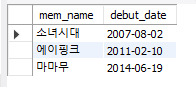 mem_name debut_date
소녀시대 2007-08-02
에이핑크 2011-02-10
마마무 2014-06-19